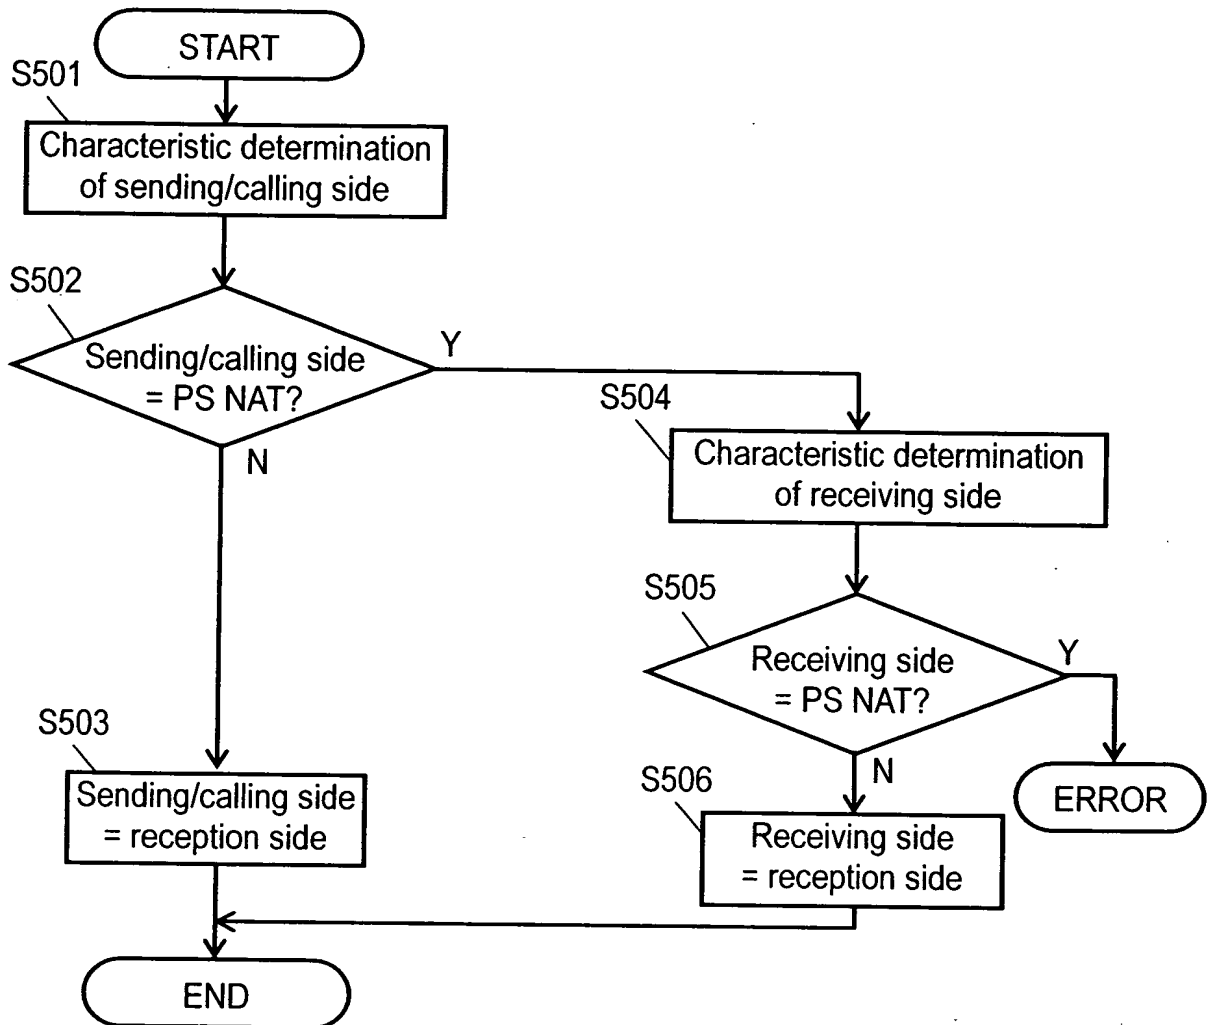 START
S501
Characteristic determination
of sending/calling side
S502
Sending/calling side
= PS NAT?
Y
N
S504
Characteristic determination
of receiving side
S505
Receiving side
= PS NAT?
Y
N
S503
Sending/calling side
= reception side
S506
Receiving side
= reception side
ERROR
END